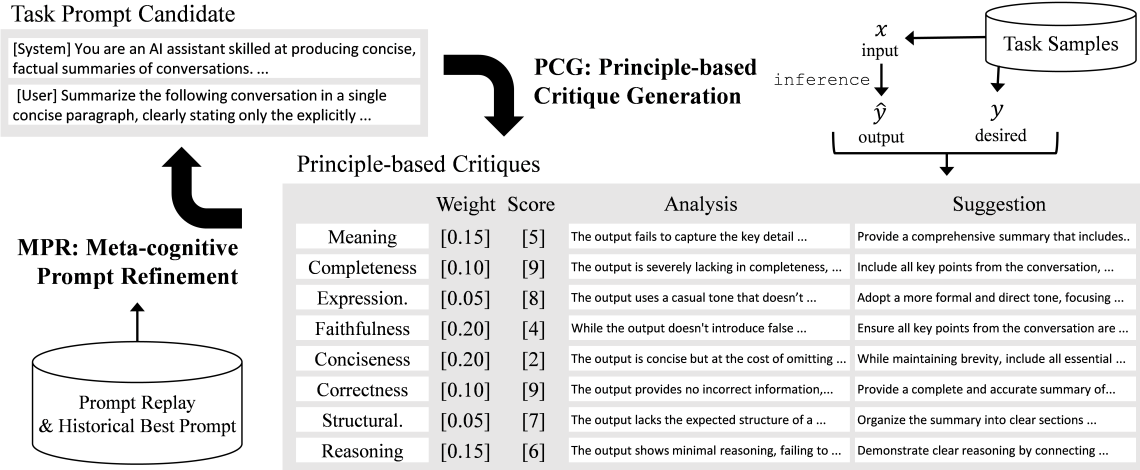 Task Prompt Candidate
[System] You are an AI assistant skilled at producing concise,
factual summaries of conversations. ...
[User] Summarize the following conversation in a single
concise paragraph, clearly stating only the explicitly ...
PCG: Principle-based
Critique Generation
x
input
Task Samples
inference
ŷ
output
y
desired
MPR: Meta-cognitive
Prompt Refinement
Prompt Replay
& Historical Best Prompt
Principle-based Critiques
Weight Score Analysis Suggestion
Meaning [0.15] [5] The output fails to capture the key detail ... Provide a comprehensive summary that includes..
Completeness [0.10] [9] The output is severely lacking in completeness, ... Include all key points from the conversation, ...
Expression. [0.05] [8] The output uses a casual tone that doesn’t ... Adopt a more formal and direct tone, focusing ...
Faithfulness [0.20] [4] While the output doesn't introduce false ... Ensure all key points from the conversation are ...
Conciseness [0.20] [2] The output is concise but at the cost of omitting ... While maintaining brevity, include all essential ...
Correctness [0.10] [9] The output provides no incorrect information,... Provide a complete and accurate summary of...
Structural. [0.05] [7] The output lacks the expected structure of a ... Organize the summary into clear sections ...
Reasoning [0.15] [6] The output shows minimal reasoning, failing to ... Demonstrate clear reasoning by connecting ...